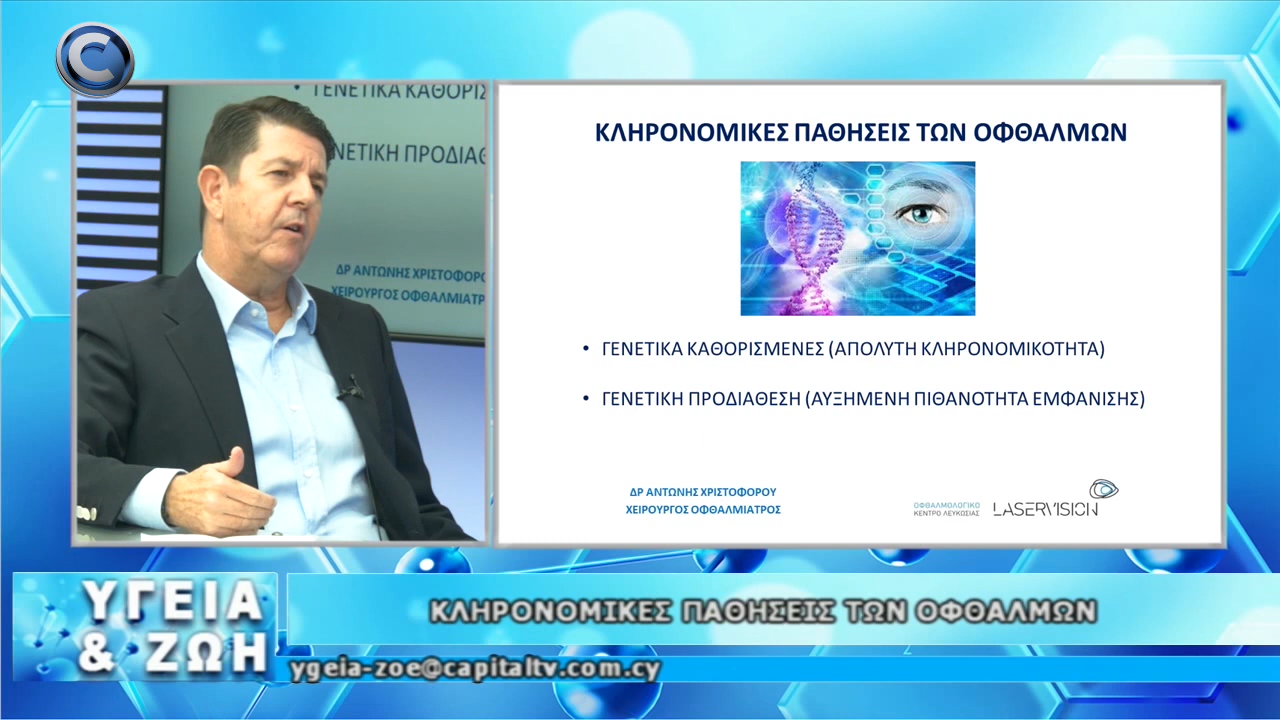 C
ΓΕΝΕΤΙΚΑ ΚΑΘΟΡΙΣ
ΝΕΤΙΚΗ ΠΡΟΔΙΑΘ
ΔΡ ΑΝΤΩΝΗΣ ΧΡΙΣΤΟΦΟΡΟ
ΧΕΙΡΟΥΡΓΟΣ ΟΦΘΑΛΜΙΑΤΡ
ΚΛΗΡΟΝΟΜΙΚΕΣ ΠΑΘΗΣΕΙΣ ΤΩΝ ΟΦΘΑΛΜΩΝ
• ΓΕΝΕΤΙΚΑ ΚΑΘΟΡΙΣΜΕΝΕΣ (ΑΠΟΛΥΤΗ ΚΛΗΡΟΝΟΜΙΚΟΤΗΤΑ)
• ΓΕΝΕΤΙΚΗ ΠΡΟΔΙΑΘΕΣΗ (ΑΥΞΗΜΕΝΗ ΠΙΘΑΝΟΤΗΤΑ ΕΜΦΑΝΙΣΗΣ)
ΔΡ ΑΝΤΩΝΗΣ ΧΡΙΣΤΟΦΟΡΟΥ
ΧΕΙΡΟΥΡΓΟΣ ΟΦΘΑΛΜΙΑΤΡΟΣ
ΟΦΘΑΛΜΟΛΟΓΙΚΟ
ΚΕΝΤΡΟ ΛΕΥΚΩΣΙΑΣ
LASERVISION
ΥΓΕΙΑ
& ΖΩΗ
ΚΛΗΡΟΝΟΜΙΚΕΣ ΠΑΘΗΣΕΙΣ ΤΩΝ ΟΦΘΑΛΜΩΝ
ygeia-zoe@capitaltv.com.cy